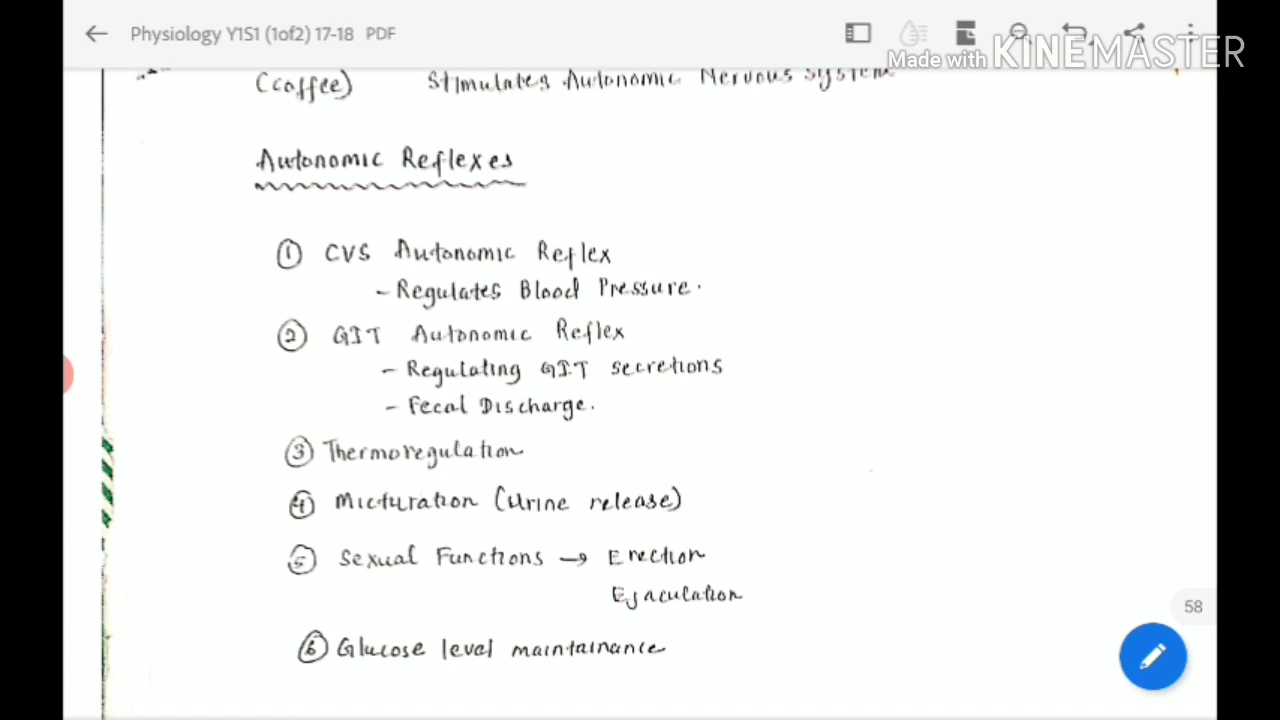 Physiology Y1S1 (1of2) 17-18 PDF
Made with KINEMASTER
(coffee) Stimulates Autonomic Nervous System
Autonomic Reflexes
① CVS Autonomic Reflex
- Regulates Blood Pressure.
② GIT Autonomic Reflex
- Regulating GIT secretions
- Fecal Discharge.
③ Thermoregulation
④ Micturation (Urine release)
⑤ Sexual Functions → Erection
Ejaculation
⑥ Glucose level maintainance
58